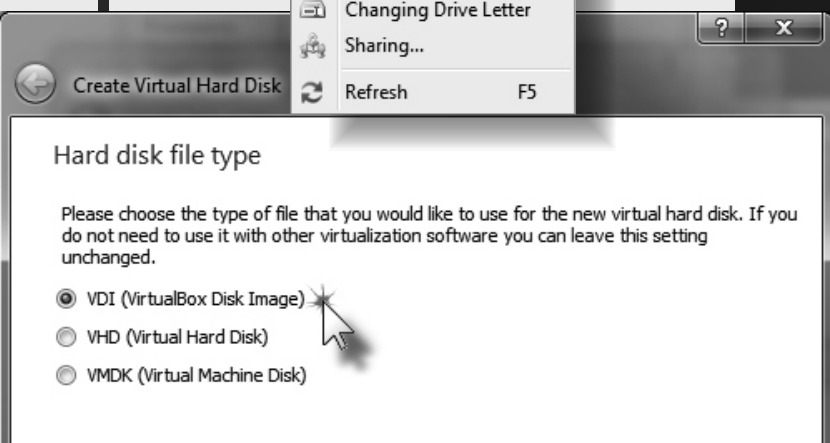 Changing Drive Letter
Sharing...
Refresh F5
? X
Create Virtual Hard Disk
Hard disk file type
Please choose the type of file that you would like to use for the new virtual hard disk. If you
do not need to use it with other virtualization software you can leave this setting
unchanged.
VDI (VirtualBox Disk Image)
VHD (Virtual Hard Disk)
VMDK (Virtual Machine Disk)